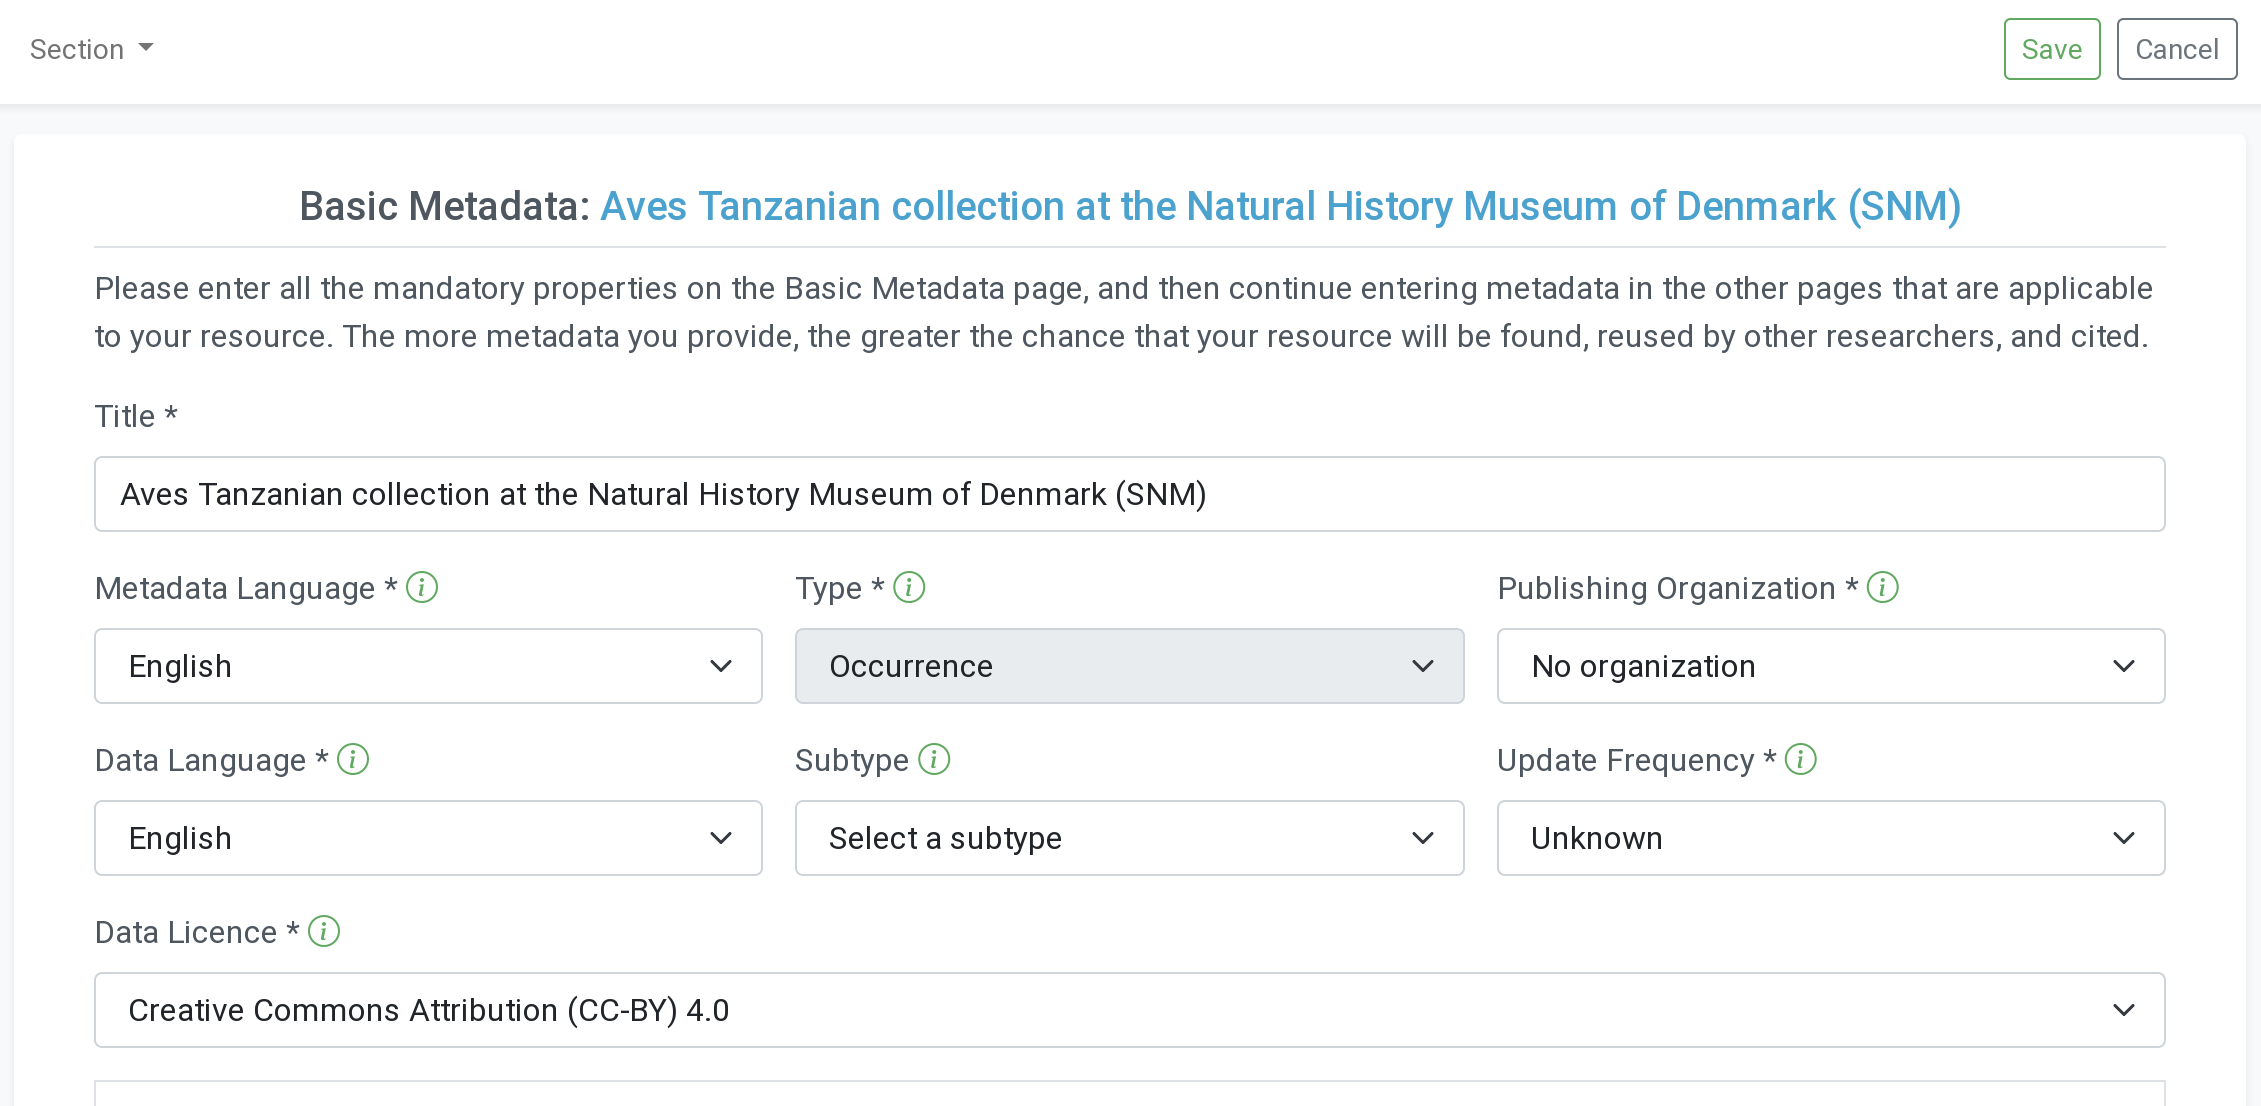 Section
Save
Cancel
Basic Metadata: Aves Tanzanian collection at the Natural History Museum of Denmark (SNM)
Please enter all the mandatory properties on the Basic Metadata page, and then continue entering metadata in the other pages that are applicable
to your resource. The more metadata you provide, the greater the chance that your resource will be found, reused by other researchers, and cited.
Title *
Aves Tanzanian collection at the Natural History Museum of Denmark (SNM)
Metadata Language * i
Type * i
Publishing Organization * i
English
Occurrence
No organization
Data Language * i
Subtype i
Update Frequency * i
English
Select a subtype
Unknown
Data Licence * i
Creative Commons Attribution (CC-BY) 4.0